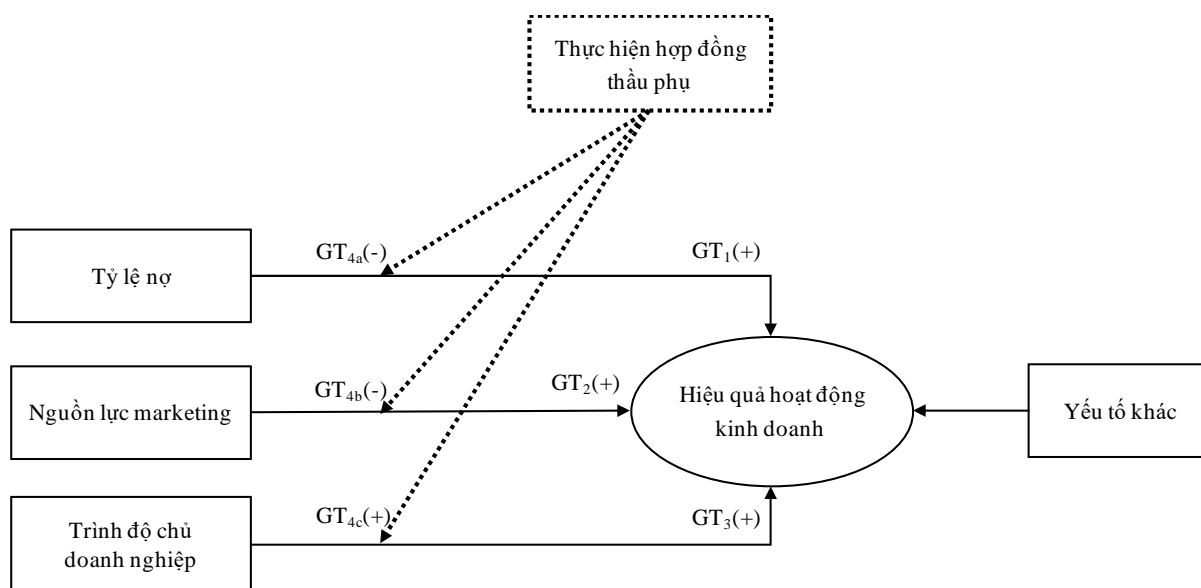 Thực hiện hợp đồng
thầu phụ
GT₄ₐ(-)
GT₁(+)
Tỷ lệ nợ
GT₄b(-)
GT₂(+)
Nguồn lực marketing
Hiệu quả hoạt động
kinh doanh
Yếu tố khác
GT₄c(+)
GT₃(+)
Trình độ chủ
doanh nghiệp